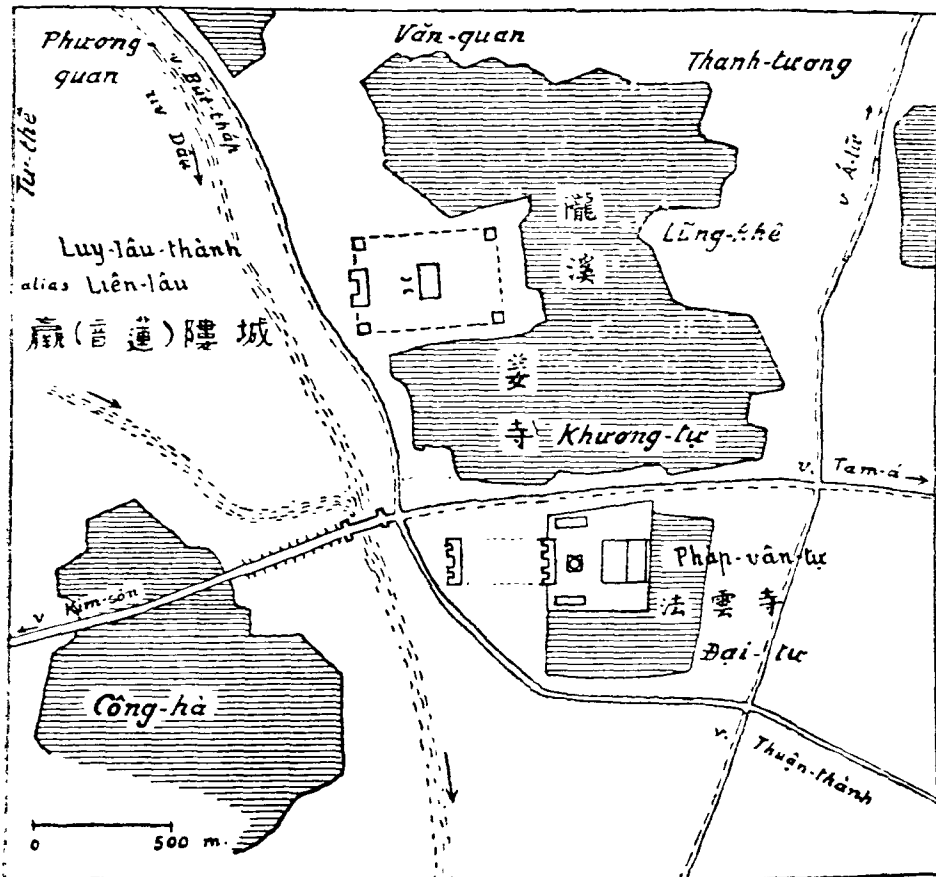 Phương quan
Văn-quan
Thanh-tương
v Bút-tháp
Dâu
Tư-thê
v Á-lữ
Luy-lâu-thành
alias Liên-lâu
羸(音蓮)𨻻城
隴溪
Lũng-khê
姜寺
Khương-tự
v. Tam-á
Pháp-vân-tự
法雲寺
Đại-tự
v Kim-sơn
Công-hà
v. Thuận-thành
0 500 m.